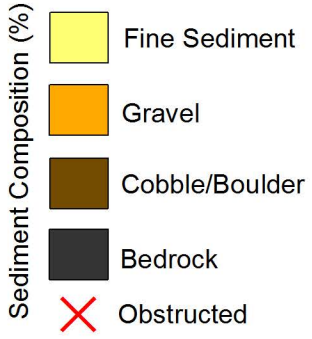 Sediment Composition (%)
Fine Sediment
Gravel
Cobble/Boulder
Bedrock
Obstructed